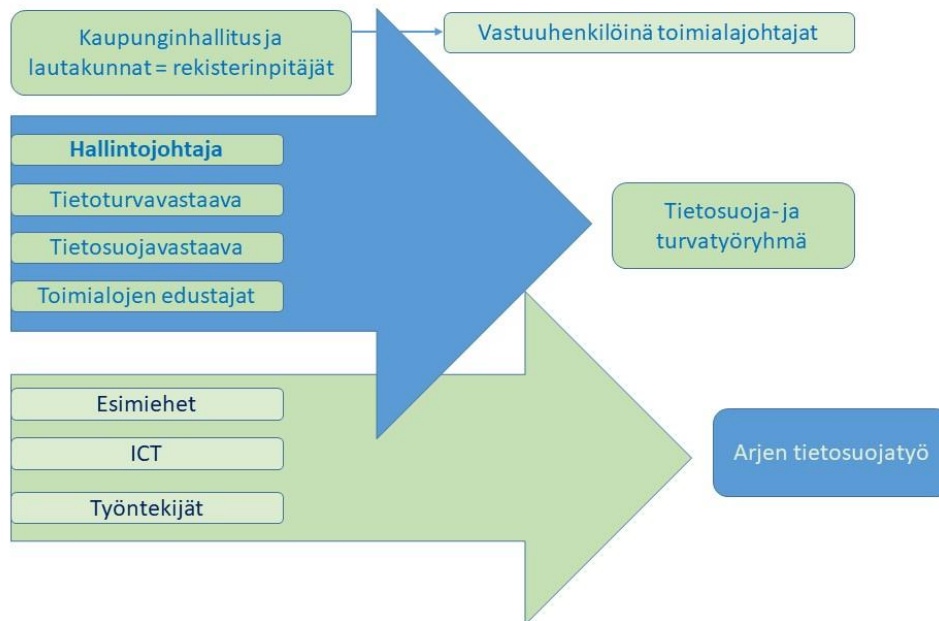 Kaupunginhallitus ja
lautakunnat = rekisterinpitäjät
Vastuuhenkilöinä toimialajohtajat
Hallintojohtaja
Tietoturvavastaava
Tietosuojavastaava
Toimialojen edustajat
Tietosuoja- ja
turvatyöryhmä
Esimiehet
ICT
Työntekijät
Arjen tietosuojatyö